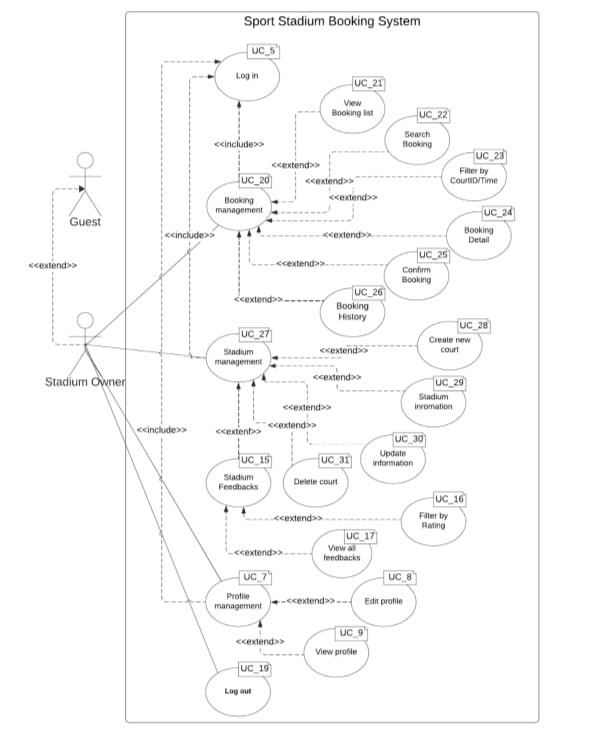 Sport Stadium Booking System
UC_5
Log in
UC_21
View
Booking list
UC_22
Search
Booking
<<include>>
<<extend>>
UC_23
Filter by
CourtID/Time
UC_20
Booking
management
<<extend>>
<<extend>>
Guest
UC_24
Booking
Detail
<<include>>
<<extend>>
UC_25
Confirm
Booking
<<extend>>
<<extend>>
UC_26
Booking
History
<<extend>>
UC_27
Stadium
management
UC_28
Create new
court
<<extend>>
Stadium Owner
<<extend>>
UC_29
Stadium
inromation
<<extend>>
<<include>>
<<extenf>>
<<extend>>
UC_30
Update
information
UC_15
Stadium
Feedbacks
UC_31
Delete court
UC_16
Filter by
Rating
<<extend>>
UC_17
View all
feedbacks
<<extend>>
UC_7
Profile
management
<<extend>>
UC_8
Edit profile
UC_9
View profile
<<extend>>
UC_19
Log out